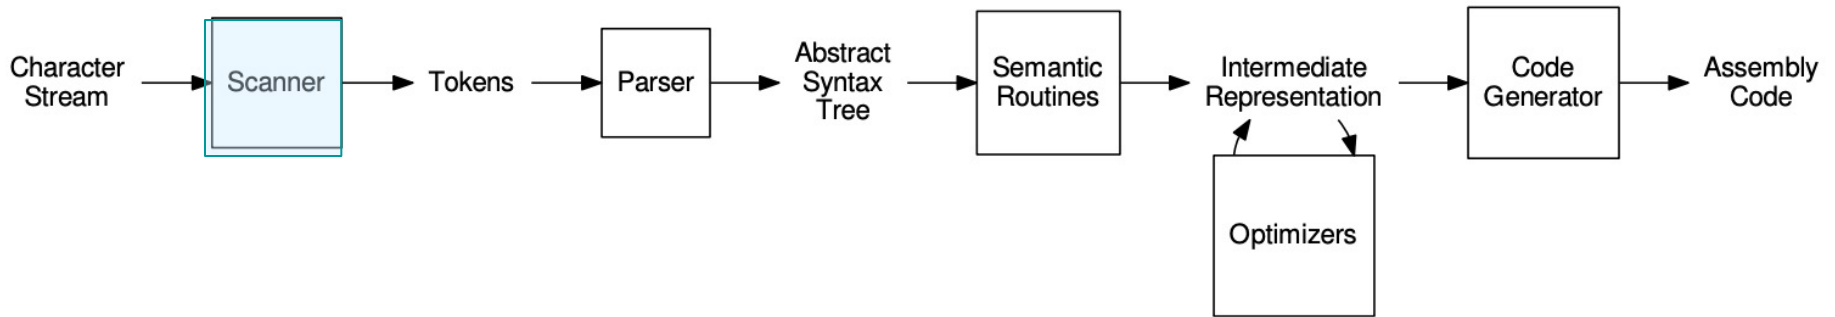 Character
Stream
Scanner
Tokens
Parser
Abstract
Syntax
Tree
Semantic
Routines
Intermediate
Representation
Code
Generator
Assembly
Code
Optimizers